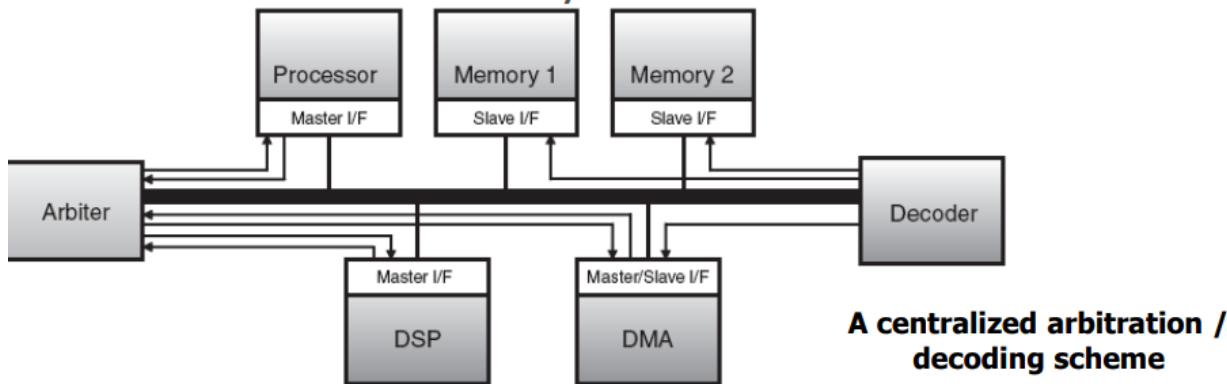 Processor
Memory 1
Memory 2
Master I/F
Slave I/F
Slave I/F
Arbiter
Decoder
Master I/F
Master/Slave I/F
DSP
DMA
A centralized arbitration /
decoding scheme